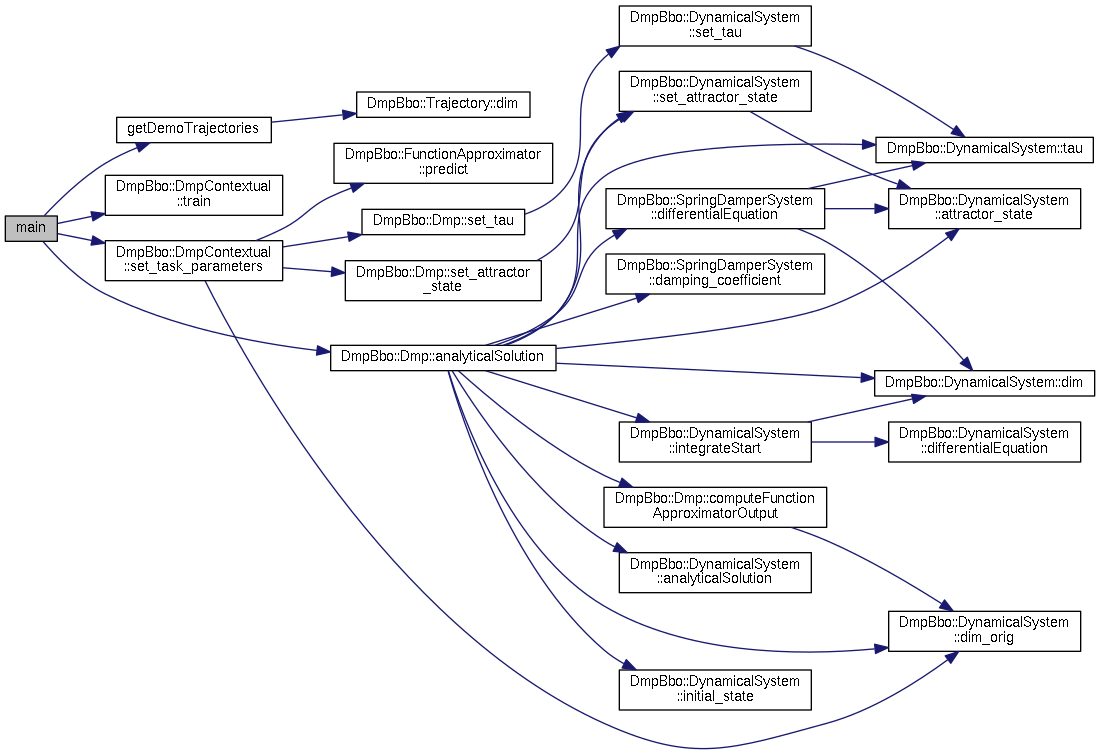 main
getDemoTrajectories
DmpBbo::DmpContextual
::train
DmpBbo::DmpContextual
::set_task_parameters
DmpBbo::Trajectory::dim
DmpBbo::FunctionApproximator
::predict
DmpBbo::Dmp::set_tau
DmpBbo::Dmp::set_attractor
_state
DmpBbo::Dmp::analyticalSolution
DmpBbo::DynamicalSystem
::set_tau
DmpBbo::DynamicalSystem
::set_attractor_state
DmpBbo::SpringDamperSystem
::differentialEquation
DmpBbo::SpringDamperSystem
::damping_coefficient
DmpBbo::DynamicalSystem
::integrateStart
DmpBbo::Dmp::computeFunction
ApproximatorOutput
DmpBbo::DynamicalSystem
::analyticalSolution
DmpBbo::DynamicalSystem
::initial_state
DmpBbo::DynamicalSystem::tau
DmpBbo::DynamicalSystem
::attractor_state
DmpBbo::DynamicalSystem::dim
DmpBbo::DynamicalSystem
::differentialEquation
DmpBbo::DynamicalSystem
::dim_orig